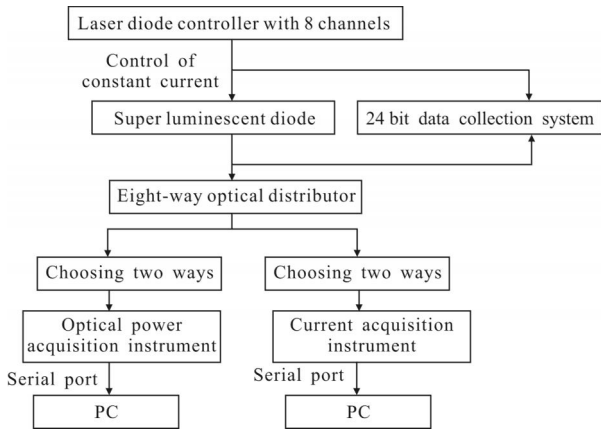 Laser diode controller with 8 channels
Control of
constant current
Super luminescent diode
24 bit data collection system
Eight-way optical distributor
Choosing two ways
Choosing two ways
Optical power
acquisition instrument
Current acquisition
instrument
Serial port
Serial port
PC
PC